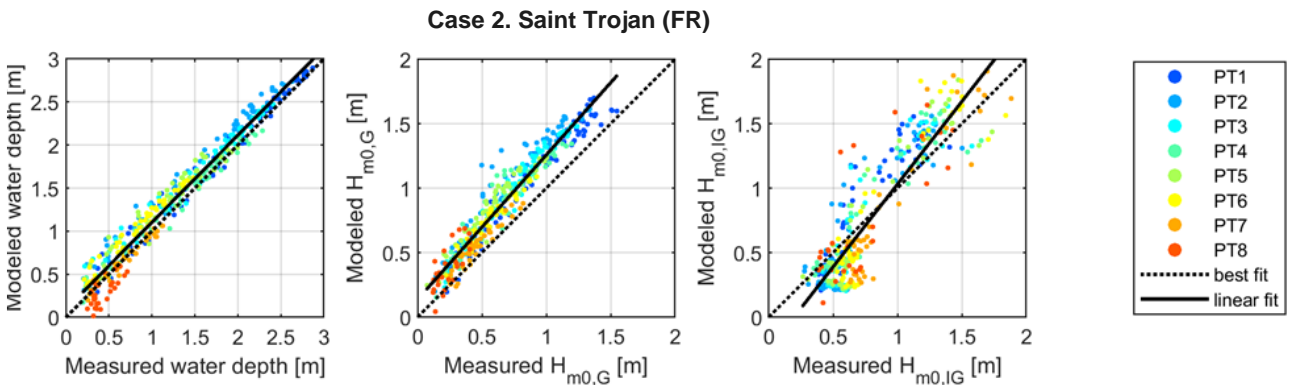 Case 2. Saint Trojan (FR)
Modeled water depth [m]
3
2.5
2
1.5
1
0.5
0
0 0.5 1 1.5 2 2.5 3
Measured water depth [m]
Modeled Hm0,G [m]
2
1.5
1
0.5
0
0 0.5 1 1.5 2
Measured Hm0,G [m]
Modeled Hm0,IG [m]
2
1.5
1
0.5
0
0 0.5 1 1.5 2
Measured Hm0,IG [m]
PT1
PT2
PT3
PT4
PT5
PT6
PT7
PT8
best fit
linear fit